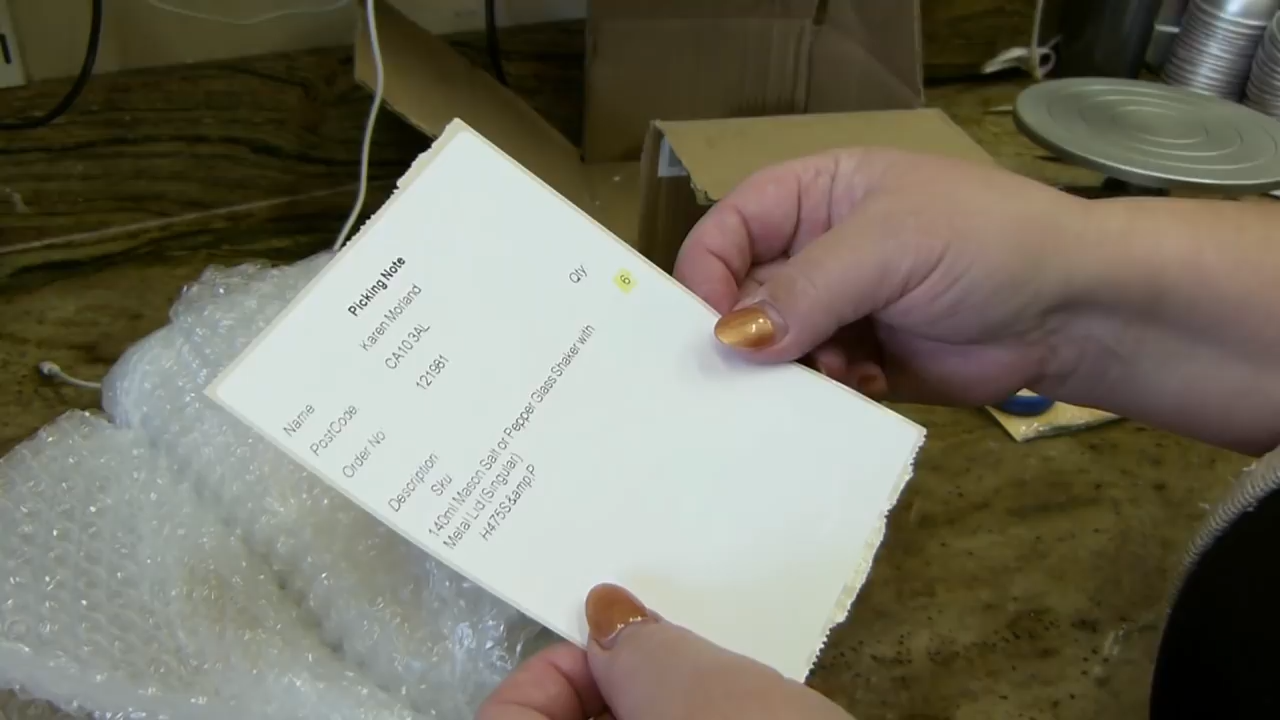 Picking Note
Name Karen Morland
PostCode CA10 3AL
Order No 121981
Description Qty
Sku
140ml Mason Salt or Pepper Glass Shaker with 6
Metal Lid (Singular)
H475S&amp;P